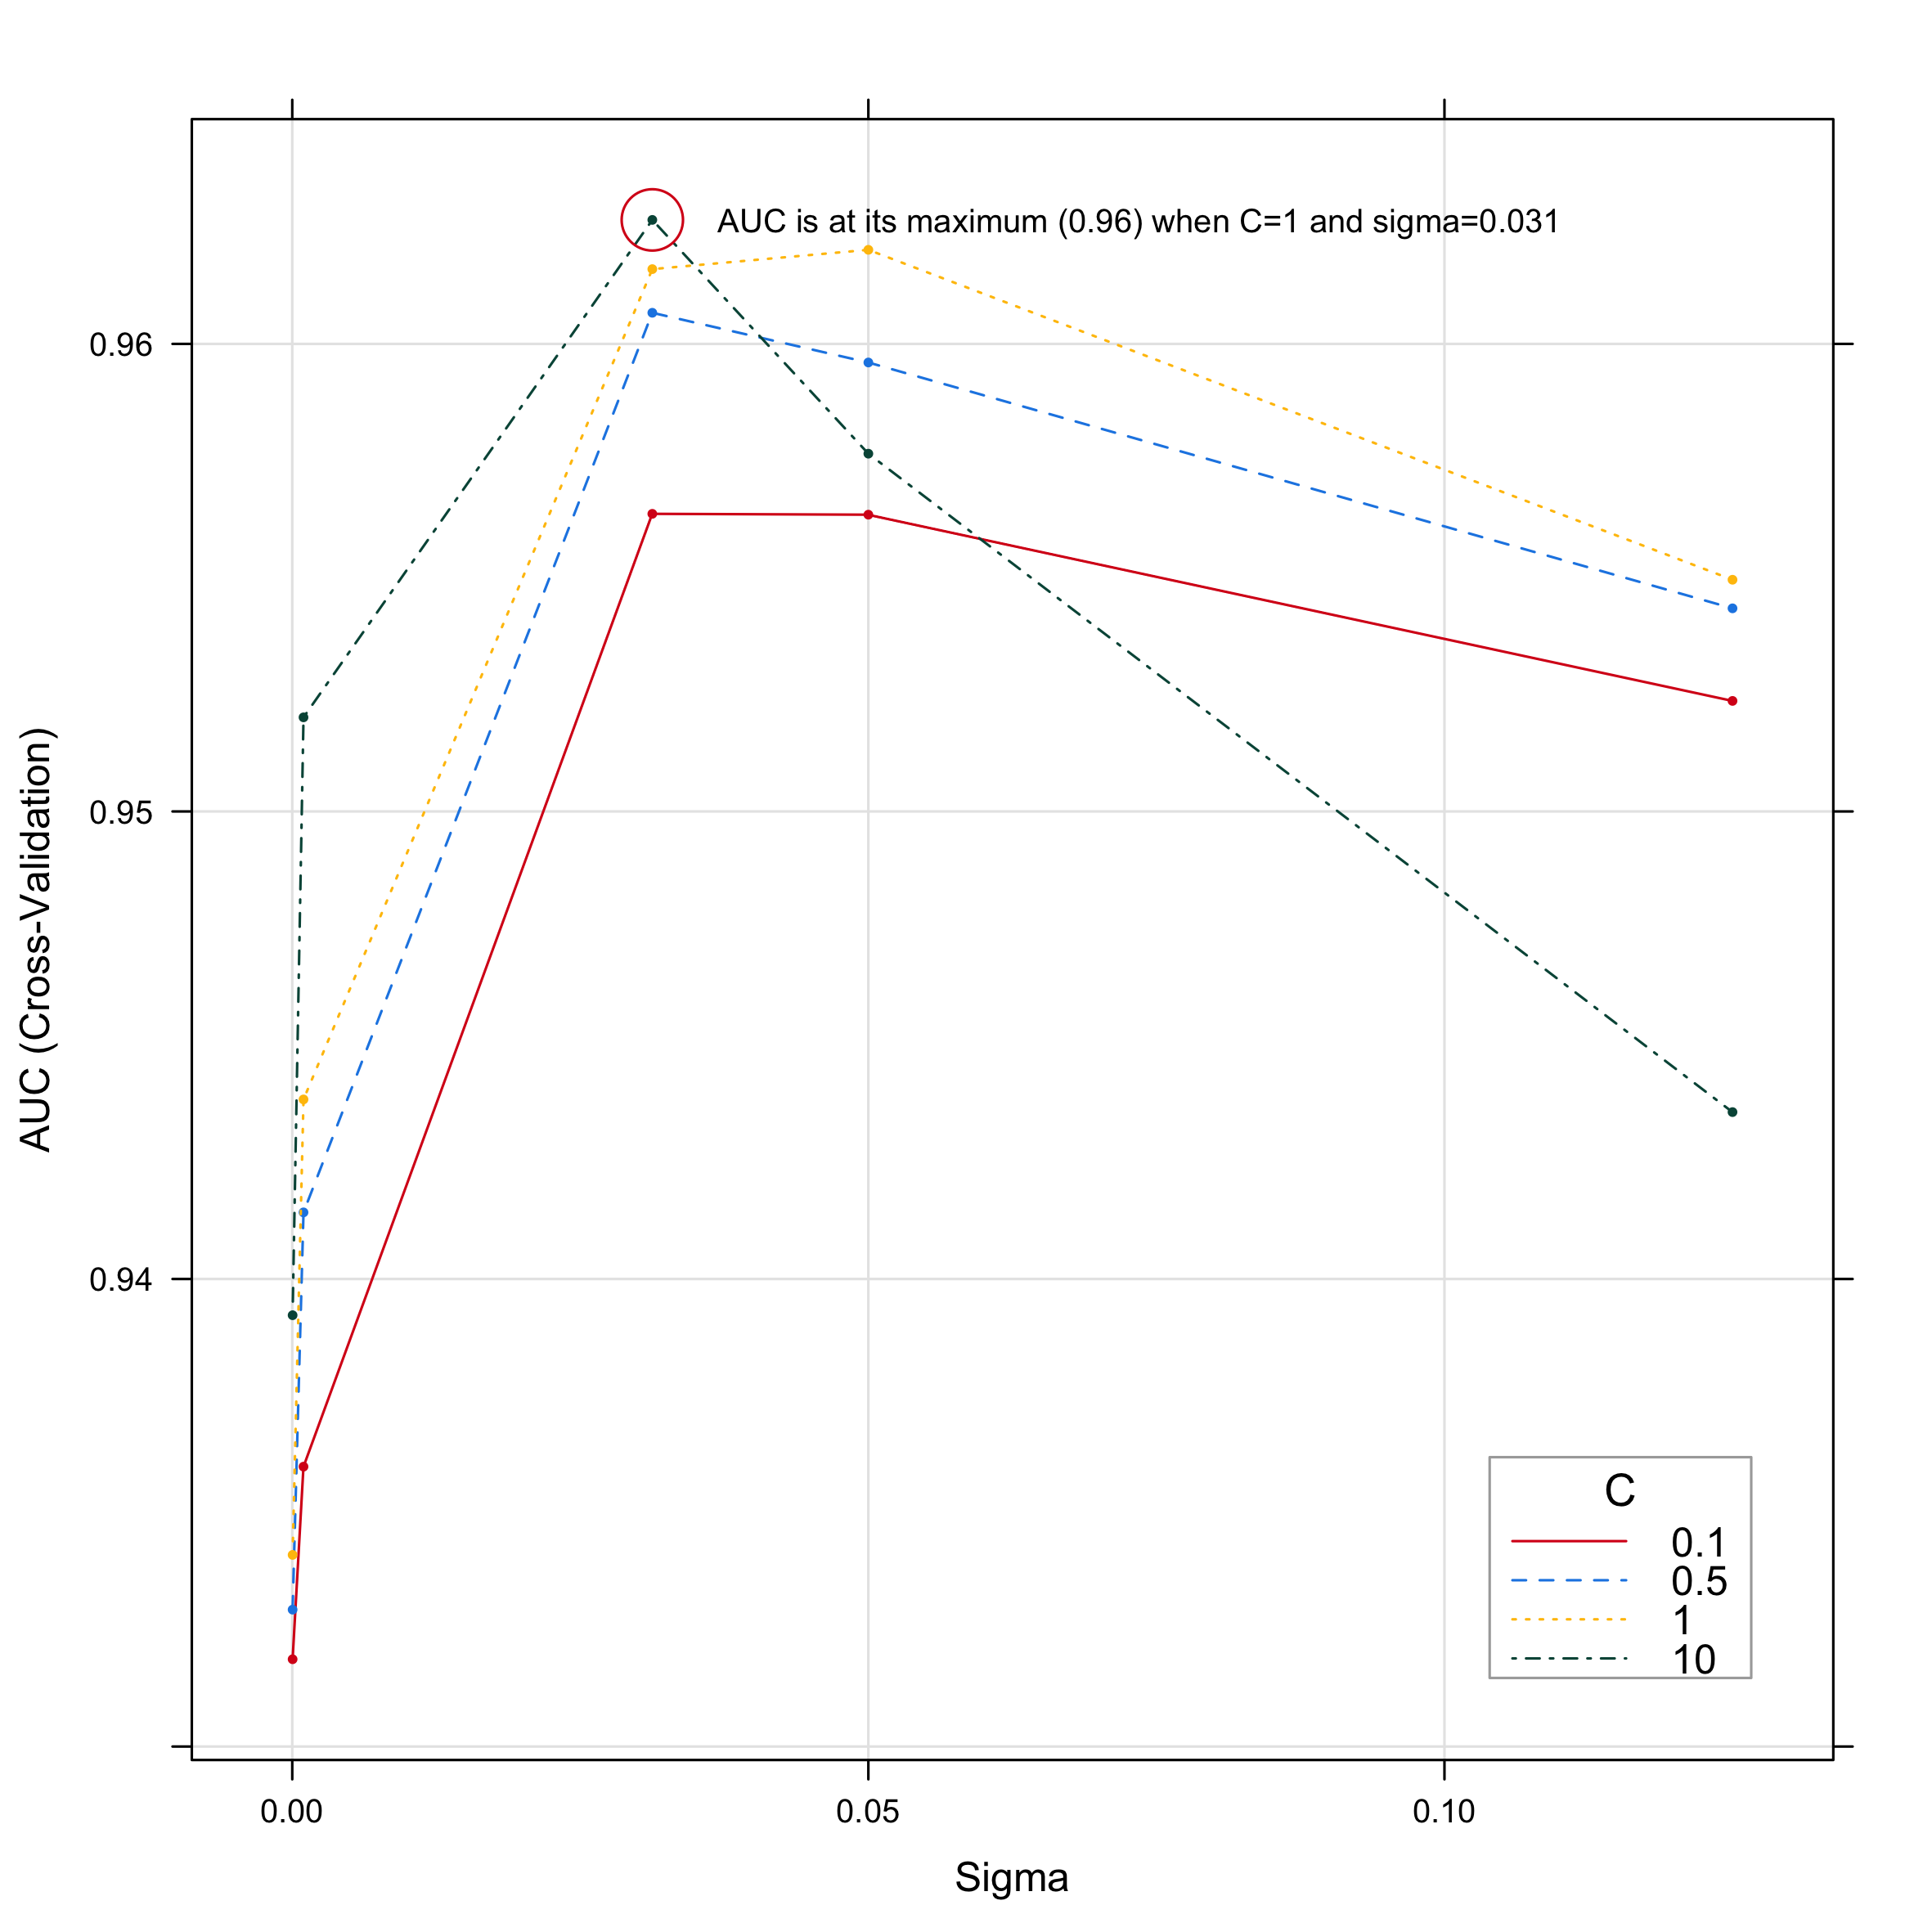 AUC is at its maximum (0.96) when C=1 and sigma=0.031
0.96
0.95
0.94
AUC (Cross-Validation)
C
0.1
0.5
1
10
0.00
0.05
0.10
Sigma